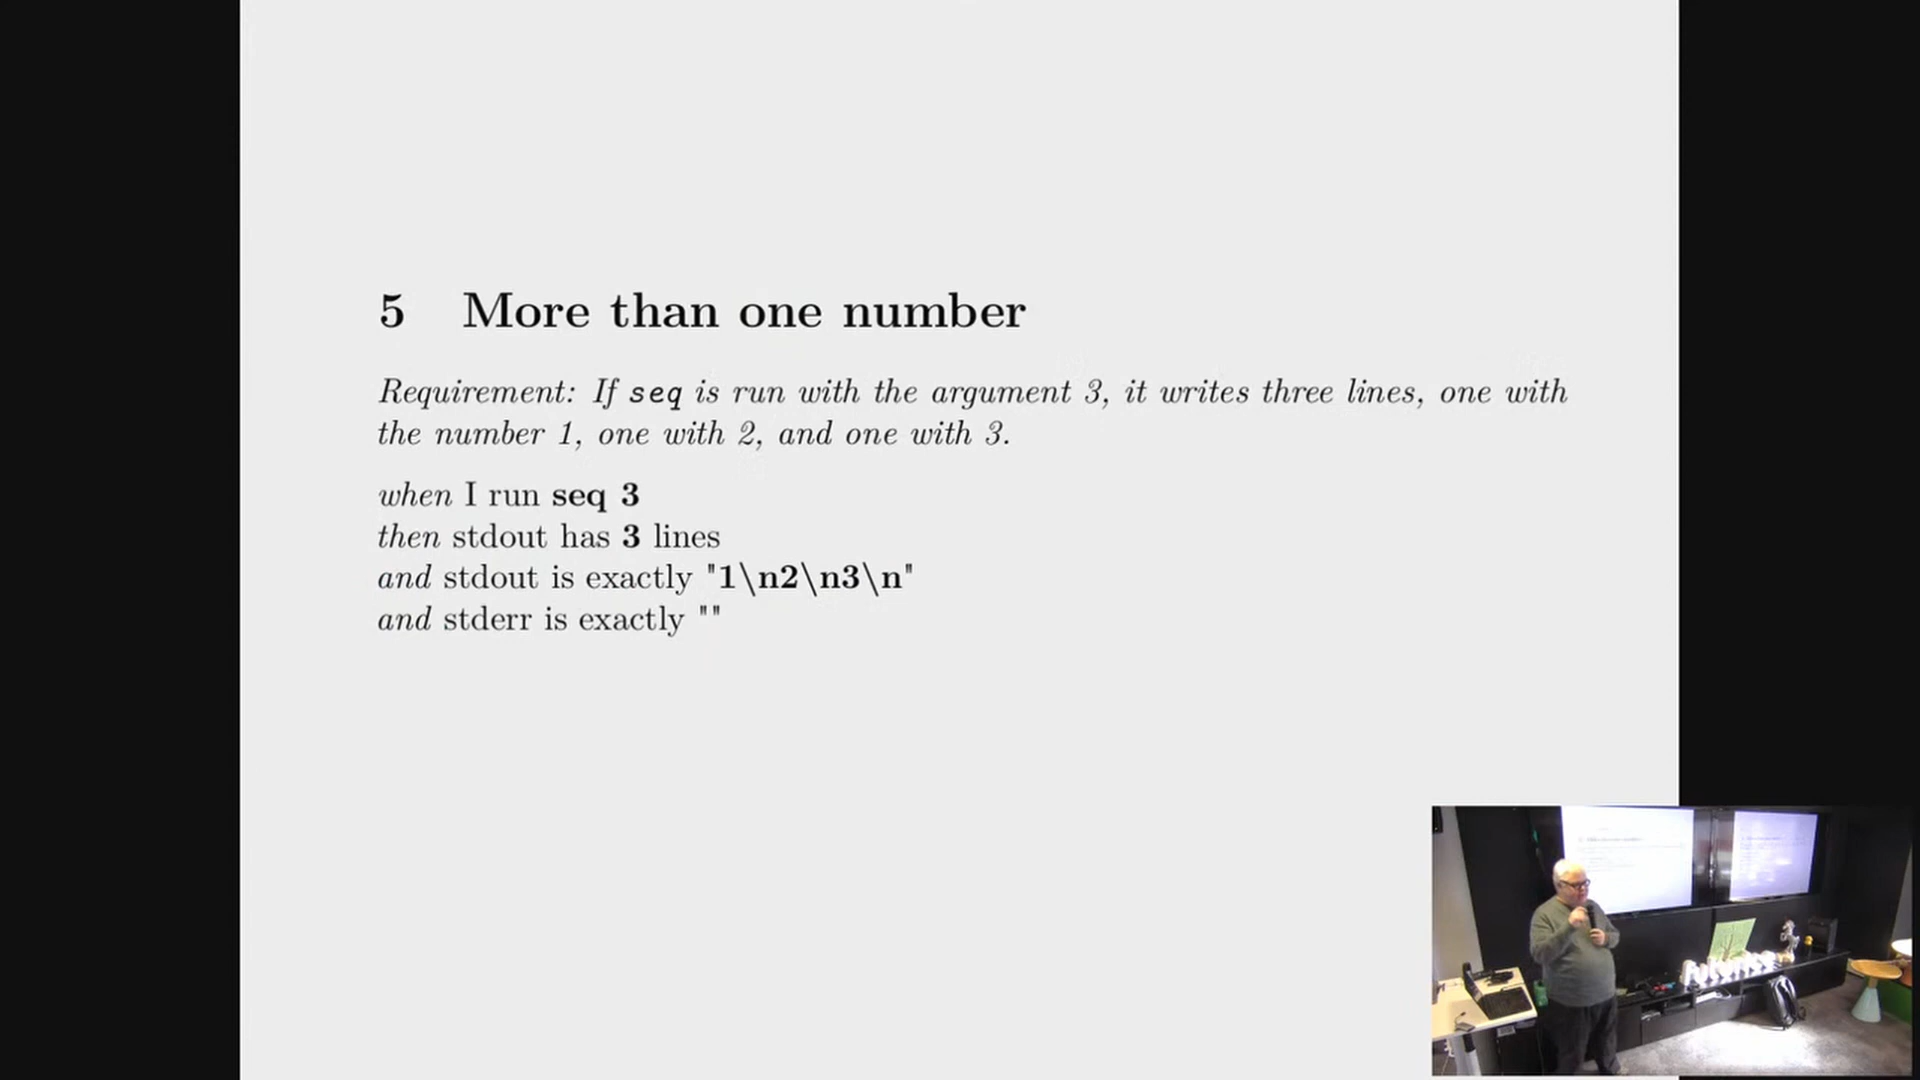 5 More than one number
Requirement: If seq is run with the argument 3, it writes three lines, one with
the number 1, one with 2, and one with 3.
when I run seq 3
then stdout has 3 lines
and stdout is exactly "1\n2\n3\n"
and stderr is exactly ""
futurice